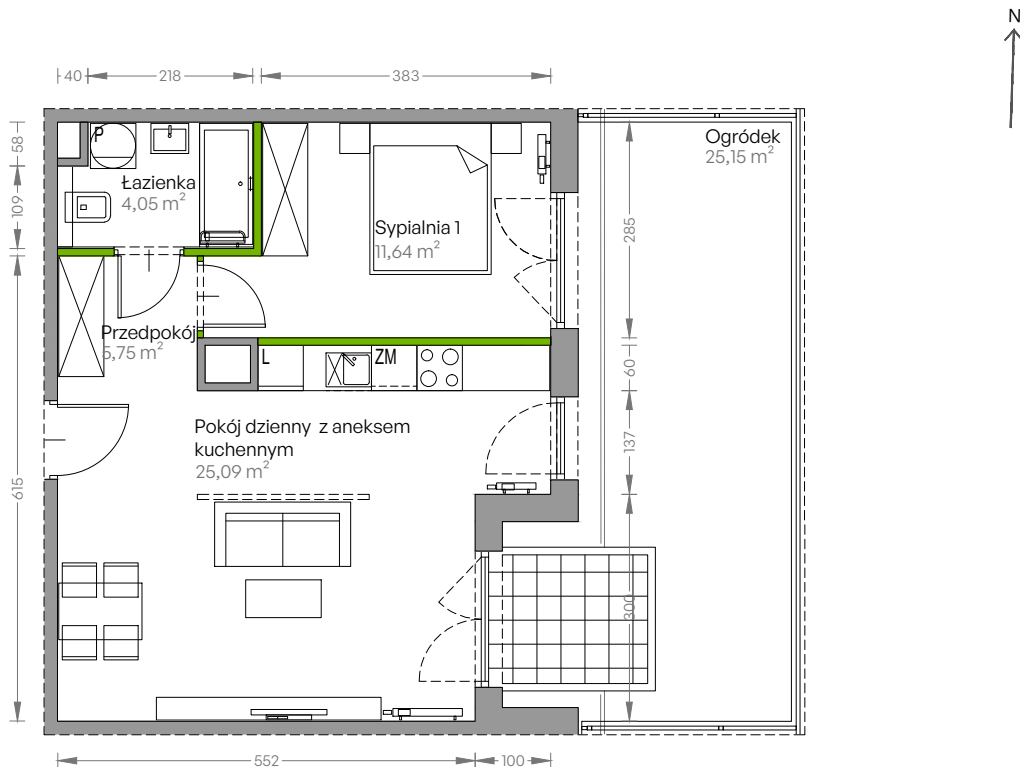 N
40
218
383
58
109
615
P
Łazienka
4,05 m²
Sypialnia 1
11,64 m²
Ogródek
25,15 m²
285
Przedpokój
5,75 m²
L
ZM
60
Pokój dzienny z aneksem
kuchennym
25,09 m²
137
300
552
100